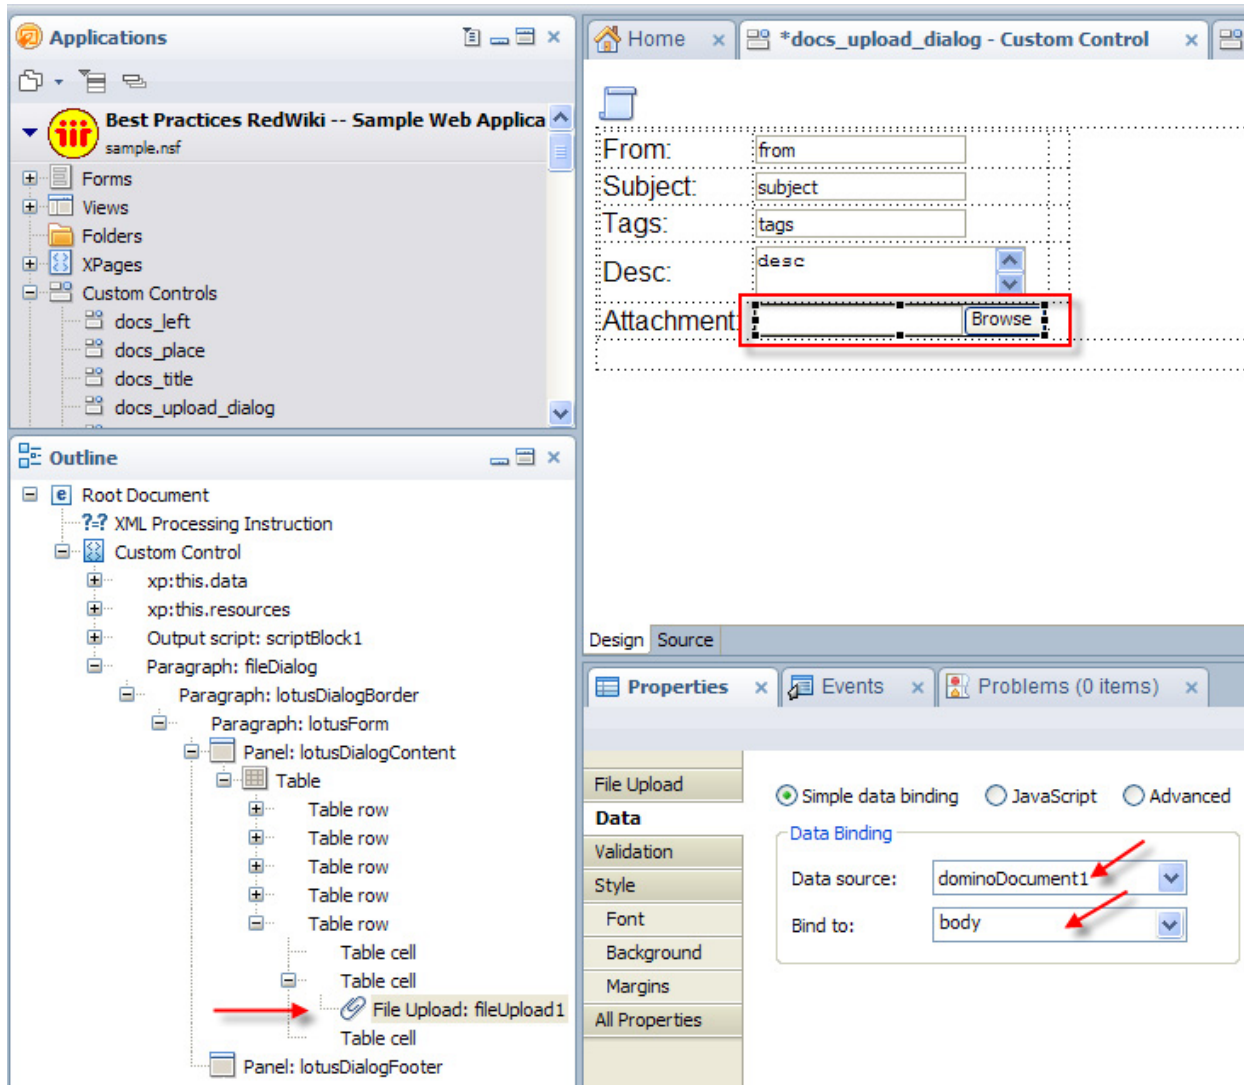 Applications
Best Practices RedWiki -- Sample Web Applica
sample.nsf
Forms
Views
Folders
XPages
Custom Controls
docs_left
docs_place
docs_title
docs_upload_dialog
Outline
Root Document
?=? XML Processing Instruction
Custom Control
xp:this.data
xp:this.resources
Output script: scriptBlock1
Paragraph: fileDialog
Paragraph: lotusDialogBorder
Paragraph: lotusForm
Panel: lotusDialogContent
Table
Table row
Table row
Table row
Table row
Table row
Table cell
Table cell
File Upload: fileUpload1
Table cell
Panel: lotusDialogFooter
Home
*docs_upload_dialog - Custom Control
From: from
Subject: subject
Tags: tags
Desc: desc
Attachment: Browse
Design Source
Properties Events Problems (0 items)
File Upload
Data
Validation
Style
Font
Background
Margins
All Properties
Simple data binding JavaScript Advanced
Data Binding
Data source: dominoDocument1
Bind to: body